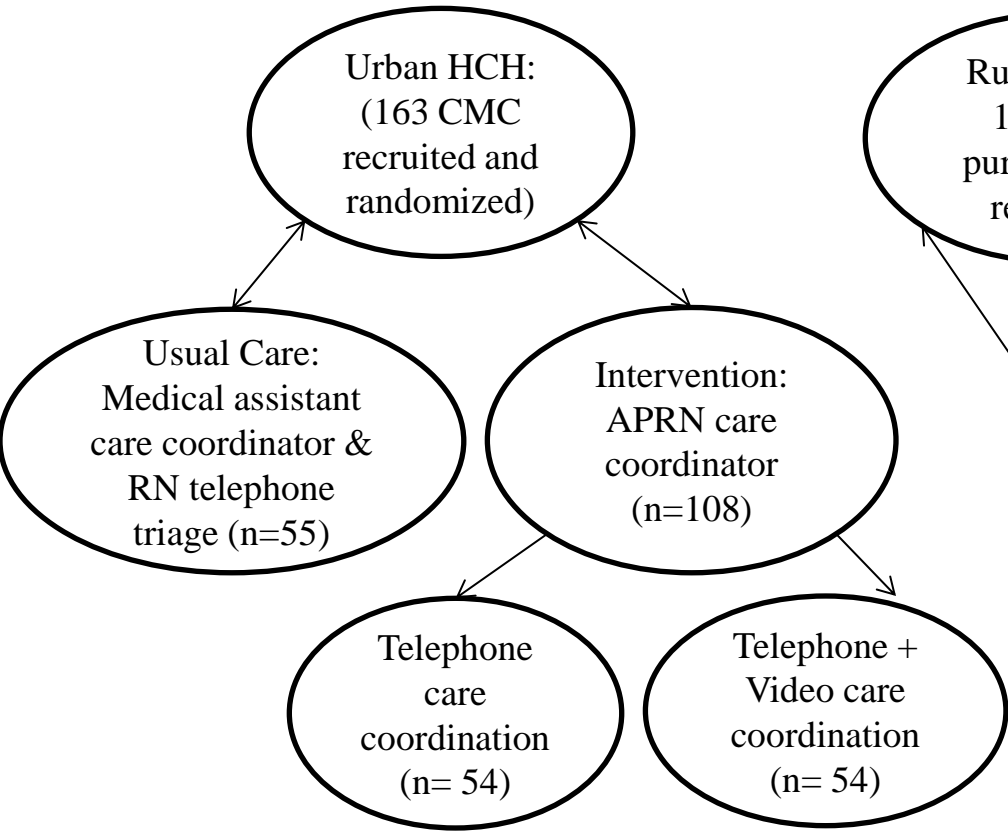 Urban HCH:
(163 CMC
recruited and
randomized)
Usual Care:
Medical assistant
care coordinator &
RN telephone
triage (n=55)
Intervention:
APRN care
coordinator
(n=108)
Telephone
care
coordination
(n= 54)
Telephone +
Video care
coordination
(n= 54)